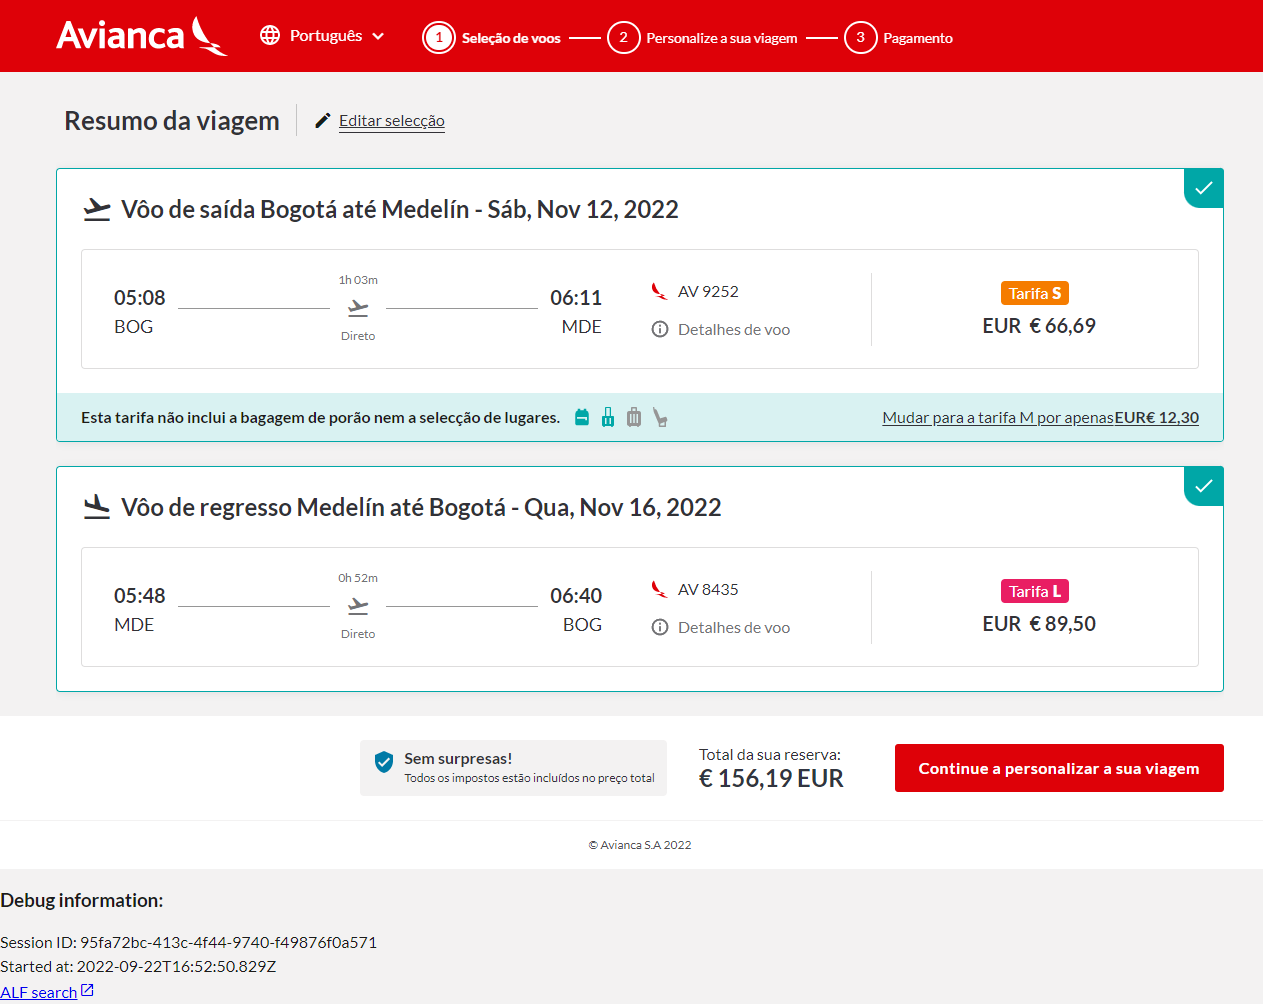 Avianca
Português
1 Seleção de voos
2 Personalize a sua viagem
3 Pagamento
Resumo da viagem
Editar selecção
Vôo de saída Bogotá até Medelín - Sáb, Nov 12, 2022
05:08
BOG
1h 03m
Direto
06:11
MDE
AV 9252
Detalhes de voo
Tarifa S
EUR € 66,69
Esta tarifa não inclui a bagagem de porão nem a selecção de lugares.
Mudar para a tarifa M por apenasEUR€ 12,30
Vôo de regresso Medelín até Bogotá - Qua, Nov 16, 2022
05:48
MDE
0h 52m
Direto
06:40
BOG
AV 8435
Detalhes de voo
Tarifa L
EUR € 89,50
Sem surpresas!
Todos os impostos estão incluídos no preço total
Total da sua reserva:
€ 156,19 EUR
Continue a personalizar a sua viagem
© Avianca S.A 2022
Debug information:
Session ID: 95fa72bc-413c-4f44-9740-f49876f0a571
Started at: 2022-09-22T16:52:50.829Z
ALF search